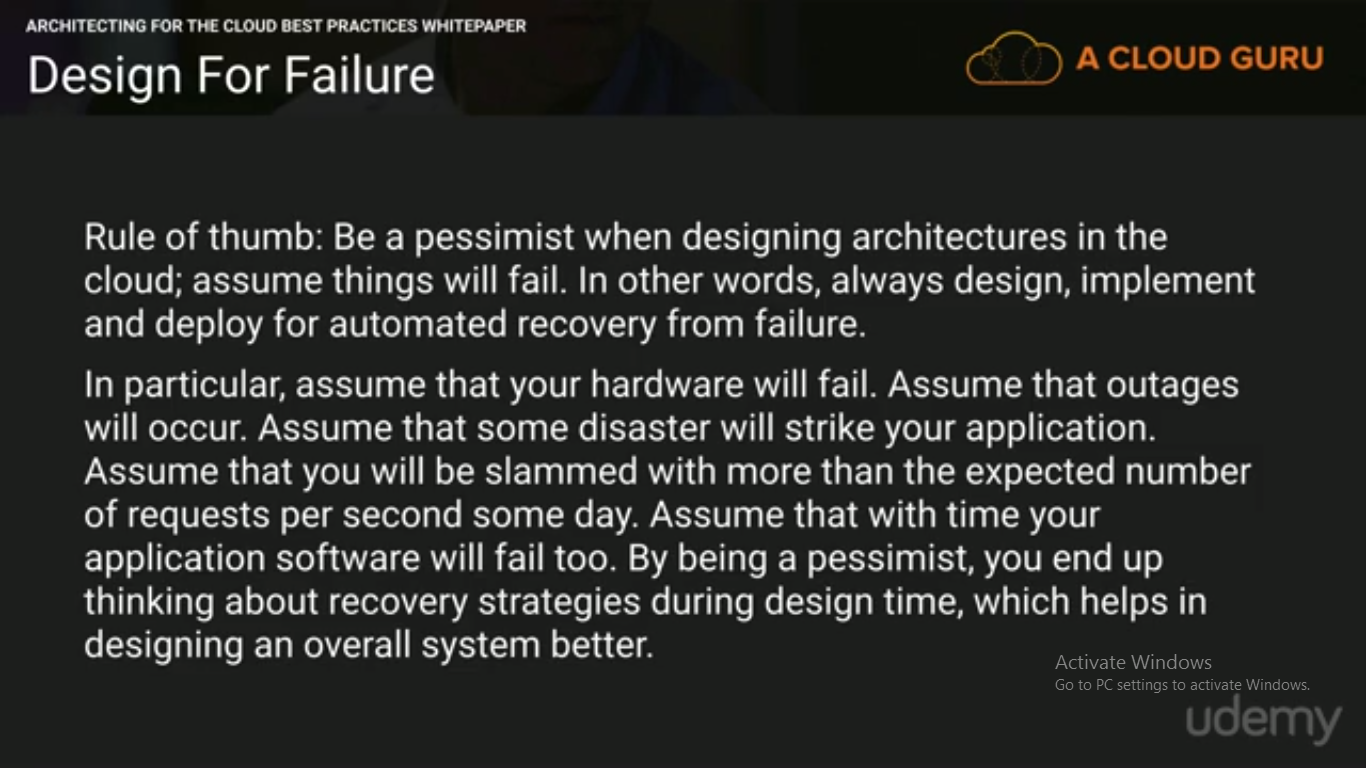 ARCHITECTING FOR THE CLOUD BEST PRACTICES WHITEPAPER
Design For Failure
A CLOUD GURU
Rule of thumb: Be a pessimist when designing architectures in the
cloud; assume things will fail. In other words, always design, implement
and deploy for automated recovery from failure.
In particular, assume that your hardware will fail. Assume that outages
will occur. Assume that some disaster will strike your application.
Assume that you will be slammed with more than the expected number
of requests per second some day. Assume that with time your
application software will fail too. By being a pessimist, you end up
thinking about recovery strategies during design time, which helps in
designing an overall system better.
Activate Windows
Go to PC settings to activate Windows.
udemy